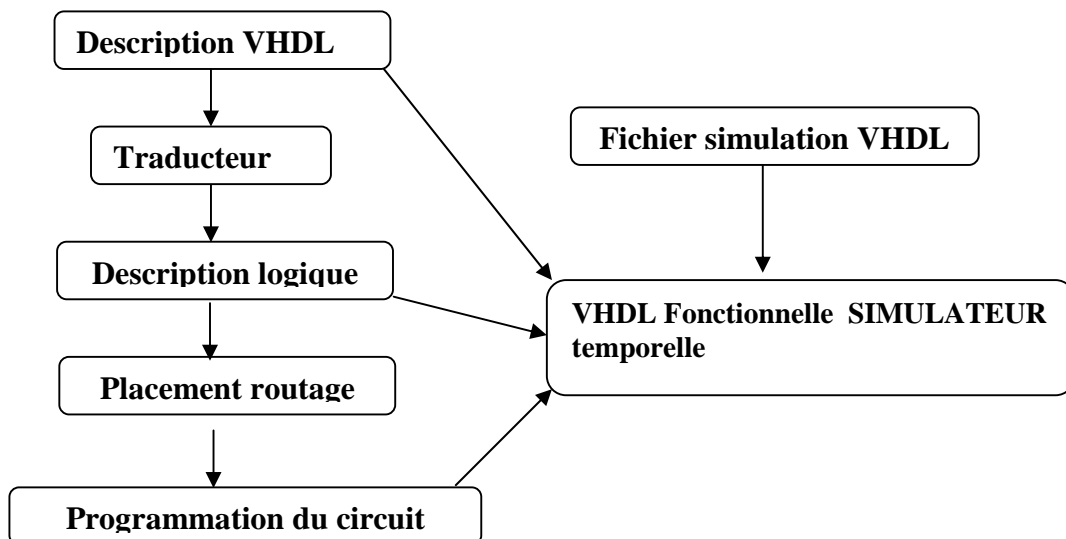 Description VHDL
Traducteur
Fichier simulation VHDL
Description logique
VHDL Fonctionnelle SIMULATEUR
temporelle
Placement routage
Programmation du circuit